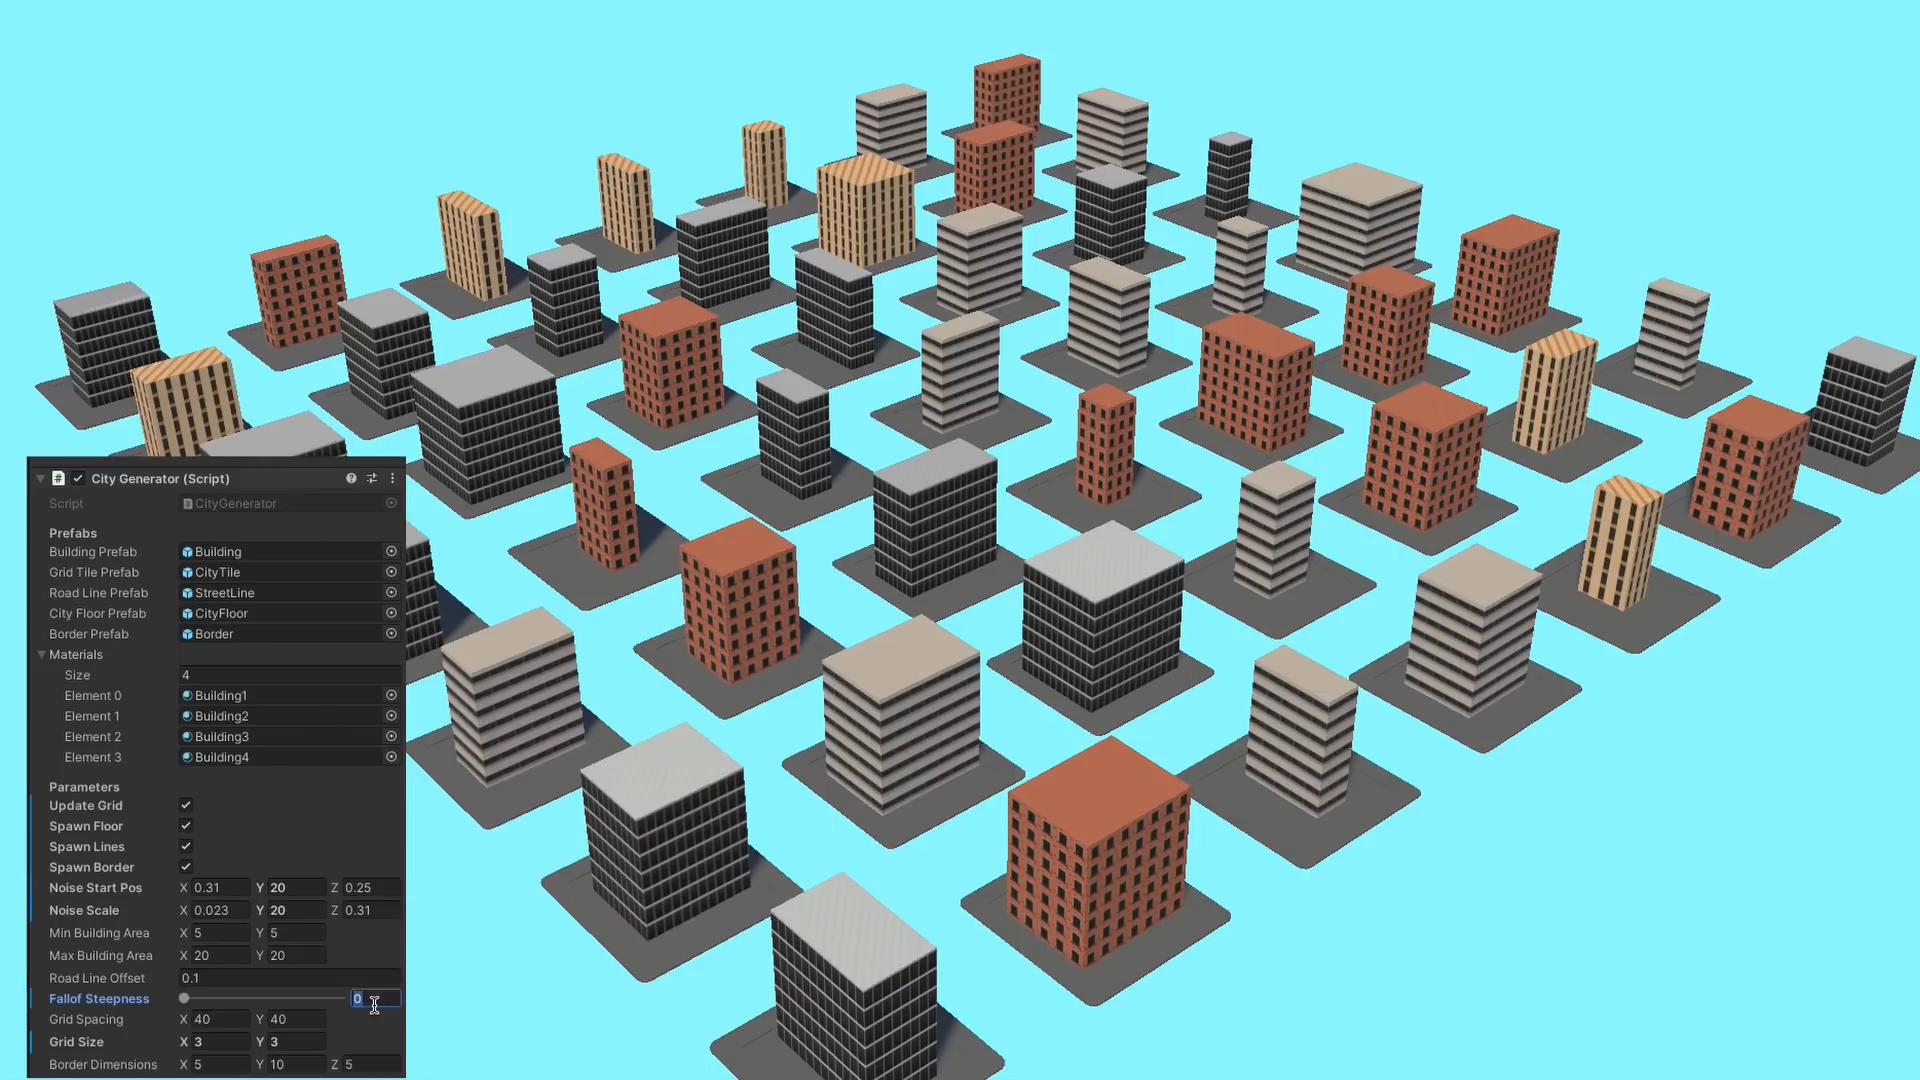 City Generator (Script)
Script CityGenerator
Prefabs
Building Prefab Building
Grid Tile Prefab CityTile
Road Line Prefab StreetLine
City Floor Prefab CityFloor
Border Prefab Border
Materials
Size 4
Element 0 Building1
Element 1 Building2
Element 2 Building3
Element 3 Building4
Parameters
Update Grid
Spawn Floor
Spawn Lines
Spawn Border
Noise Start Pos X 0.31 Y 20 Z 0.25
Noise Scale X 0.023 Y 20 Z 0.31
Min Building Area X 5 Y 5
Max Building Area X 20 Y 20
Road Line Offset 0.1
Fallof Steepness 0
Grid Spacing X 40 Y 40
Grid Size X 3 Y 3
Border Dimensions X 5 Y 10 Z 5